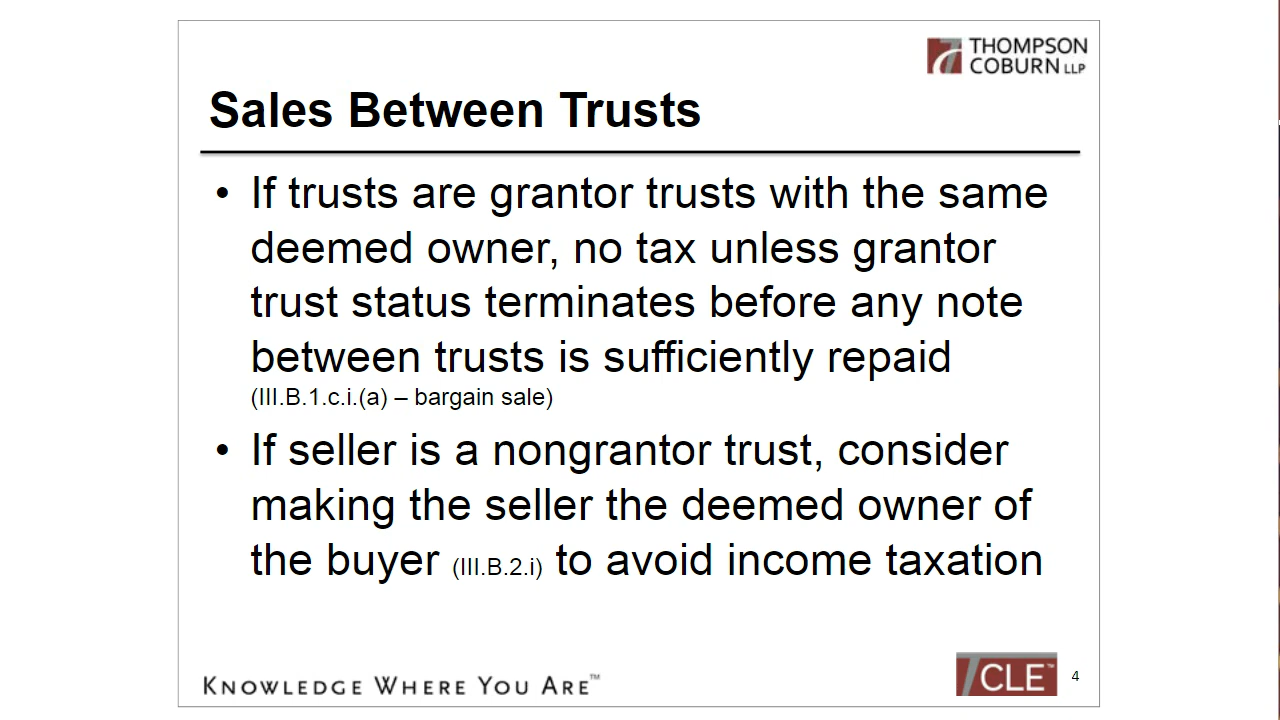 THOMPSON
COBURN LLP
Sales Between Trusts
• If trusts are grantor trusts with the same
deemed owner, no tax unless grantor
trust status terminates before any note
between trusts is sufficiently repaid
(III.B.1.c.i.(a) – bargain sale)
• If seller is a nongrantor trust, consider
making the seller the deemed owner of
the buyer (III.B.2.i) to avoid income taxation
KNOWLEDGE WHERE YOU ARE™
CLE™
4